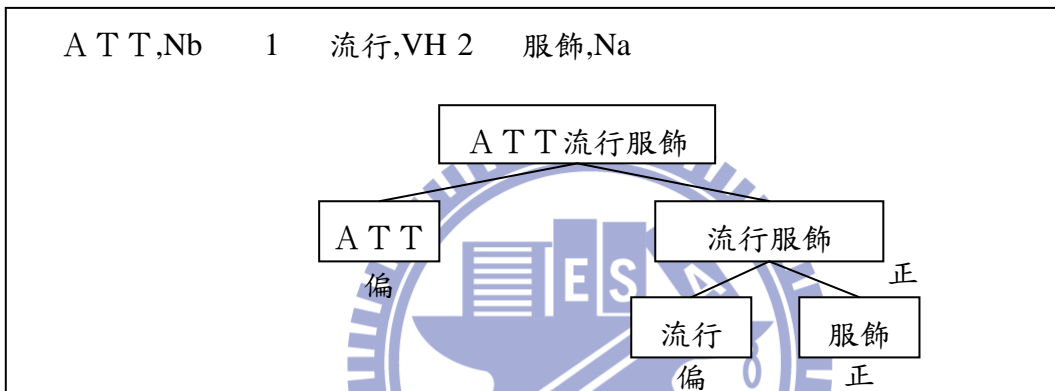 ＡＴＴ,Nb 1 流行,VH 2 服飾,Na
ＡＴＴ流行服飾
ＡＴＴ 流行服飾
偏 正
流行 服飾
偏 正
ESA